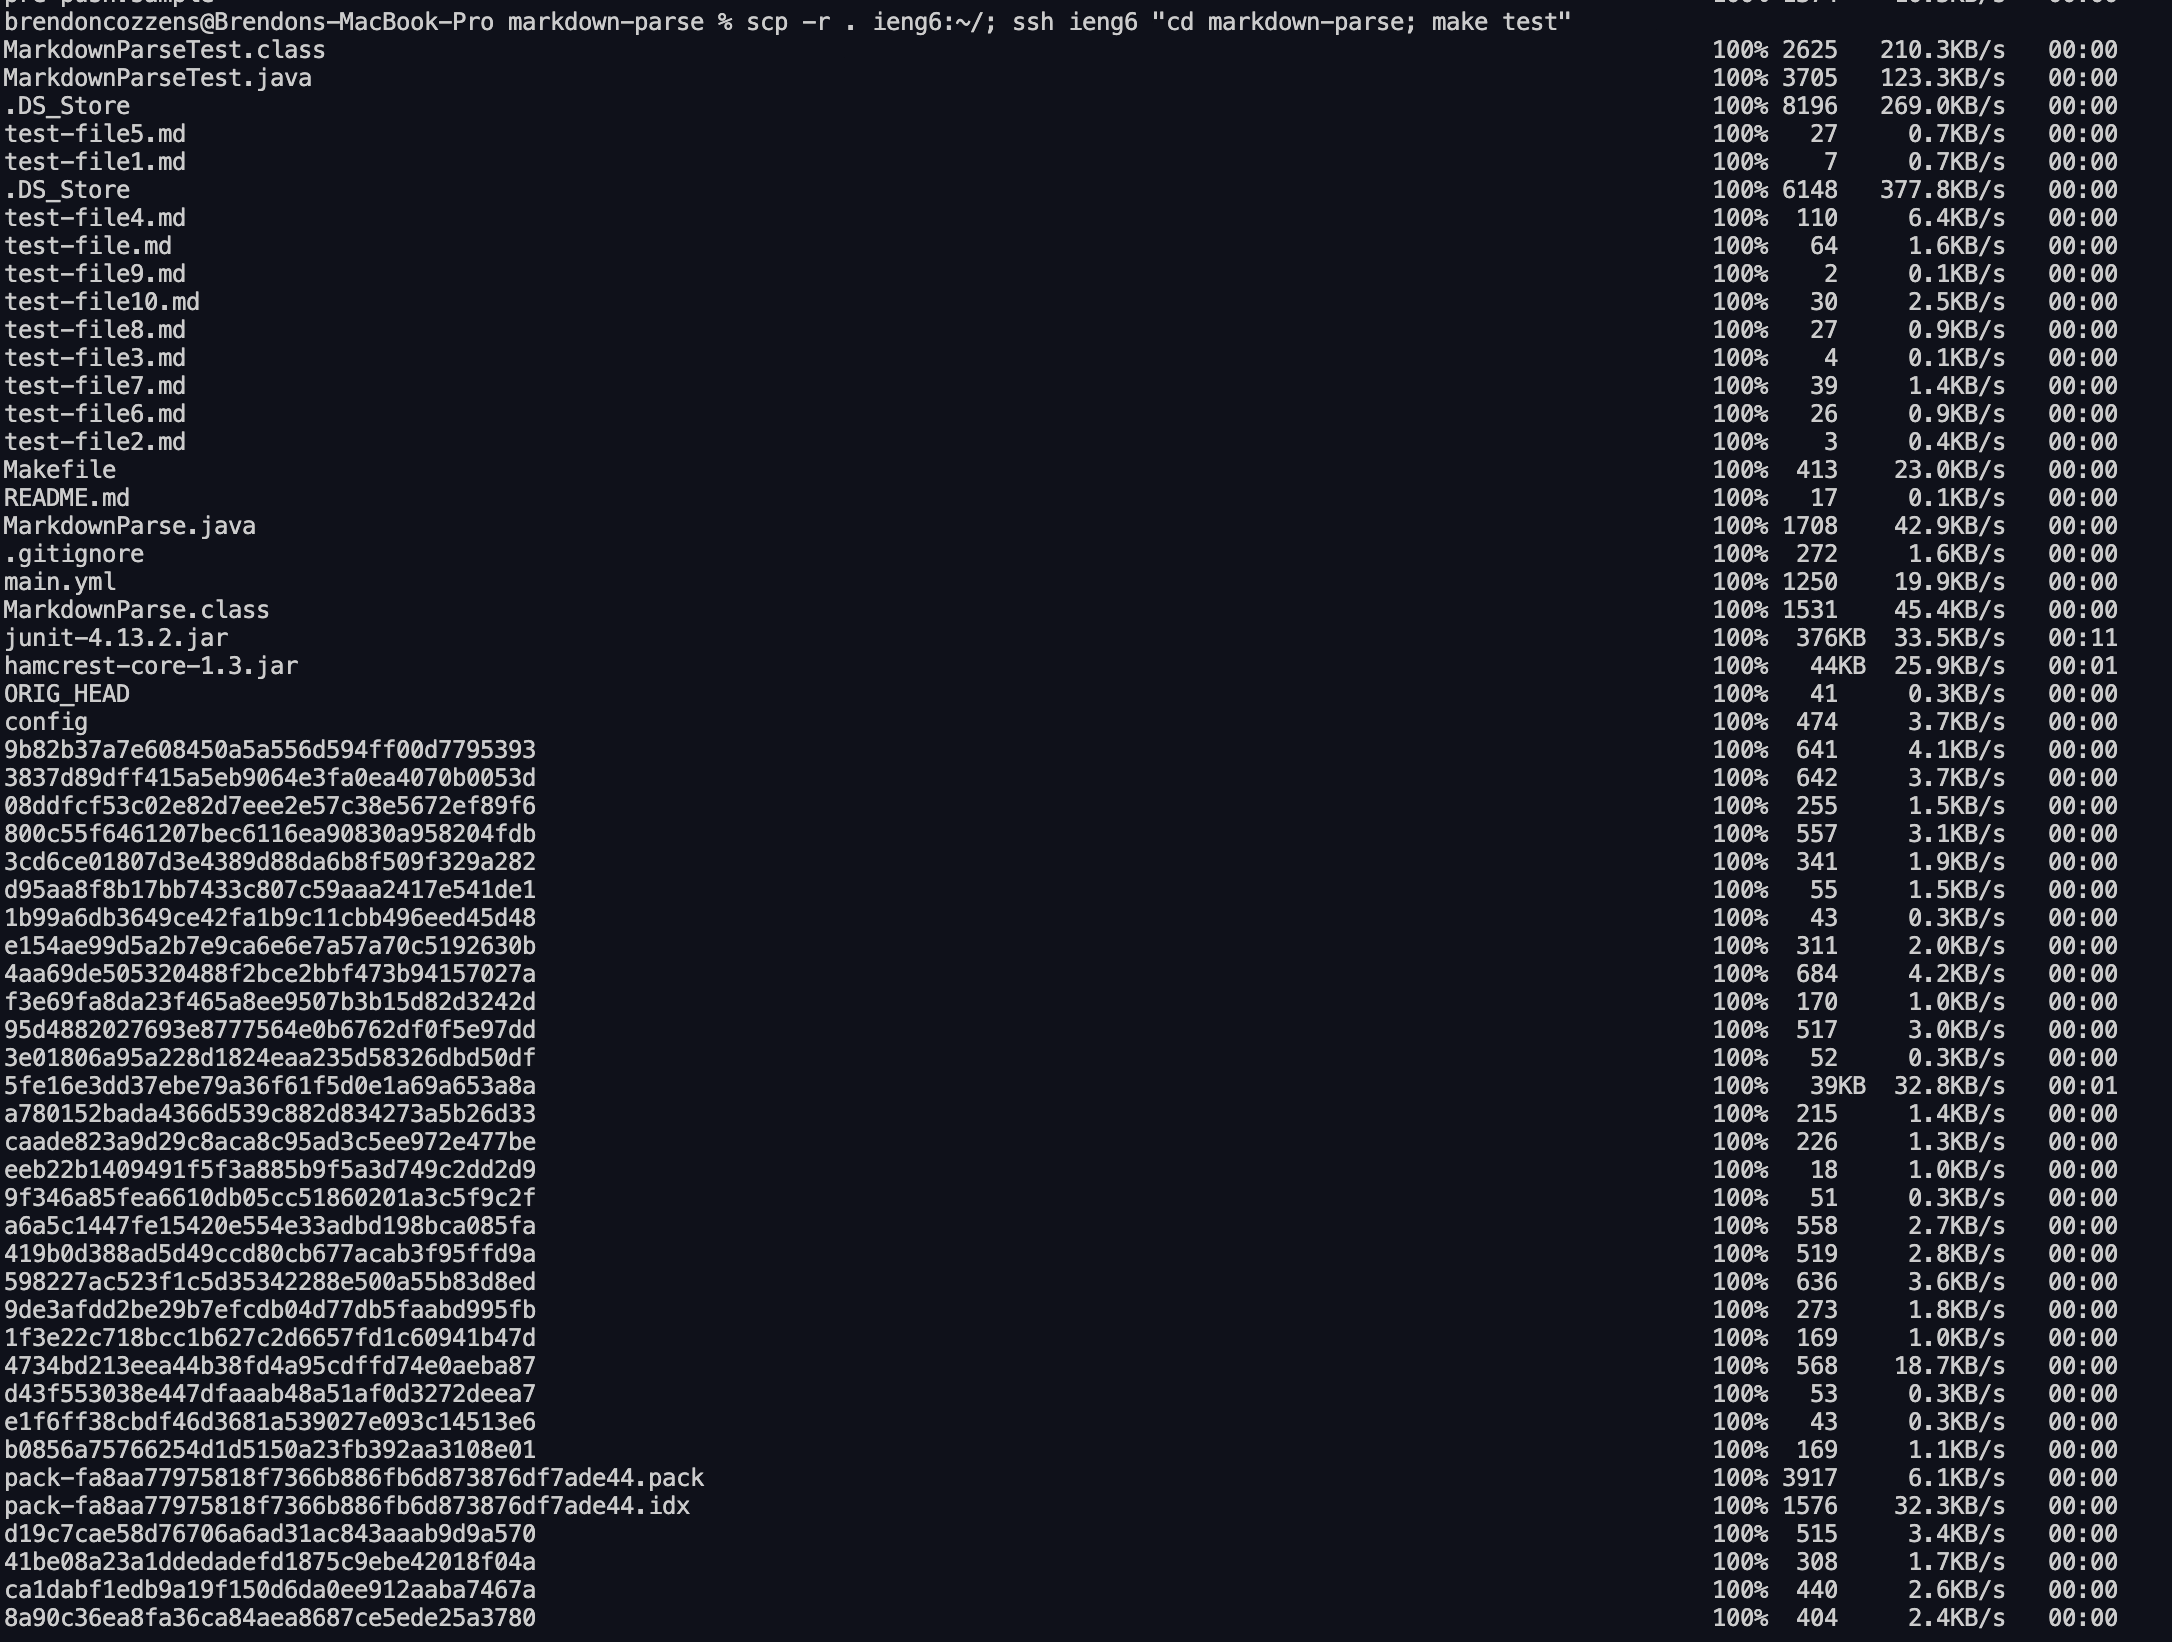 brendoncozzens@Brendons-MacBook-Pro markdown-parse % scp -r . ieng6:~/; ssh ieng6 "cd markdown-parse; make test"
MarkdownParseTest.class 100% 2625 210.3KB/s 00:00
MarkdownParseTest.java 100% 3705 123.3KB/s 00:00
.DS_Store 100% 8196 269.0KB/s 00:00
test-file5.md 100% 27 0.7KB/s 00:00
test-file1.md 100% 7 0.7KB/s 00:00
.DS_Store 100% 6148 377.8KB/s 00:00
test-file4.md 100% 110 6.4KB/s 00:00
test-file.md 100% 64 1.6KB/s 00:00
test-file9.md 100% 2 0.1KB/s 00:00
test-file10.md 100% 30 2.5KB/s 00:00
test-file8.md 100% 27 0.9KB/s 00:00
test-file3.md 100% 4 0.1KB/s 00:00
test-file7.md 100% 39 1.4KB/s 00:00
test-file6.md 100% 26 0.9KB/s 00:00
test-file2.md 100% 3 0.4KB/s 00:00
Makefile 100% 413 23.0KB/s 00:00
README.md 100% 17 0.1KB/s 00:00
MarkdownParse.java 100% 1708 42.9KB/s 00:00
.gitignore 100% 272 1.6KB/s 00:00
main.yml 100% 1250 19.9KB/s 00:00
MarkdownParse.class 100% 1531 45.4KB/s 00:00
junit-4.13.2.jar 100% 376KB 33.5KB/s 00:11
hamcrest-core-1.3.jar 100% 44KB 25.9KB/s 00:01
ORIG_HEAD 100% 41 0.3KB/s 00:00
config 100% 474 3.7KB/s 00:00
9b82b37a7e608450a5a556d594ff00d7795393 100% 641 4.1KB/s 00:00
3837d89dff415a5eb9064e3fa0ea4070b0053d 100% 642 3.7KB/s 00:00
08ddfcf53c02e82d7eee2e57c38e5672ef89f6 100% 255 1.5KB/s 00:00
800c55f6461207bec6116ea90830a958204fdb 100% 557 3.1KB/s 00:00
3cd6ce01807d3e4389d88da6b8f509f329a282 100% 341 1.9KB/s 00:00
d95aa8f8b17bb7433c807c59aaa2417e541de1 100% 55 1.5KB/s 00:00
1b99a6db3649ce42fa1b9c11cbb496eed45d48 100% 43 0.3KB/s 00:00
e154ae99d5a2b7e9ca6e6e7a57a70c5192630b 100% 311 2.0KB/s 00:00
4aa69de505320488f2bce2bbf473b94157027a 100% 684 4.2KB/s 00:00
f3e69fa8da23f465a8ee9507b3b15d82d3242d 100% 170 1.0KB/s 00:00
95d4882027693e8777564e0b6762df0f5e97dd 100% 517 3.0KB/s 00:00
3e01806a95a228d1824eaa235d58326dbd50df 100% 52 0.3KB/s 00:00
5fe16e3dd37ebe79a36f61f5d0e1a69a653a8a 100% 39KB 32.8KB/s 00:01
a780152bada4366d539c882d834273a5b26d33 100% 215 1.4KB/s 00:00
caade823a9d29c8aca8c95ad3c5ee972e477be 100% 226 1.3KB/s 00:00
eeb22b1409491f5f3a885b9f5a3d749c2dd2d9 100% 18 1.0KB/s 00:00
9f346a85fea6610db05cc51860201a3c5f9c2f 100% 51 0.3KB/s 00:00
a6a5c1447fe15420e554e33adbd198bca085fa 100% 558 2.7KB/s 00:00
419b0d388ad5d49ccd80cb677acab3f95ffd9a 100% 519 2.8KB/s 00:00
598227ac523f1c5d35342288e500a55b83d8ed 100% 636 3.6KB/s 00:00
9de3afdd2be29b7efcdb04d77db5faabd995fb 100% 273 1.8KB/s 00:00
1f3e22c718bcc1b627c2d6657fd1c60941b47d 100% 169 1.0KB/s 00:00
4734bd213eea44b38fd4a95cdffd74e0aeba87 100% 568 18.7KB/s 00:00
d43f553038e447dfaaab48a51af0d3272deea7 100% 53 0.3KB/s 00:00
e1f6ff38cbdf46d3681a539027e093c14513e6 100% 43 0.3KB/s 00:00
b0856a75766254d1d5150a23fb392aa3108e01 100% 169 1.1KB/s 00:00
pack-fa8aa77975818f7366b886fb6d873876df7ade44.pack 100% 3917 6.1KB/s 00:00
pack-fa8aa77975818f7366b886fb6d873876df7ade44.idx 100% 1576 32.3KB/s 00:00
d19c7cae58d76706a6ad31ac843aaab9d9a570 100% 515 3.4KB/s 00:00
41be08a23a1ddedadefd1875c9ebe42018f04a 100% 308 1.7KB/s 00:00
ca1dabf1edb9a19f150d6da0ee912aaba7467a 100% 440 2.6KB/s 00:00
8a90c36ea8fa36ca84aea8687ce5ede25a3780 100% 404 2.4KB/s 00:00